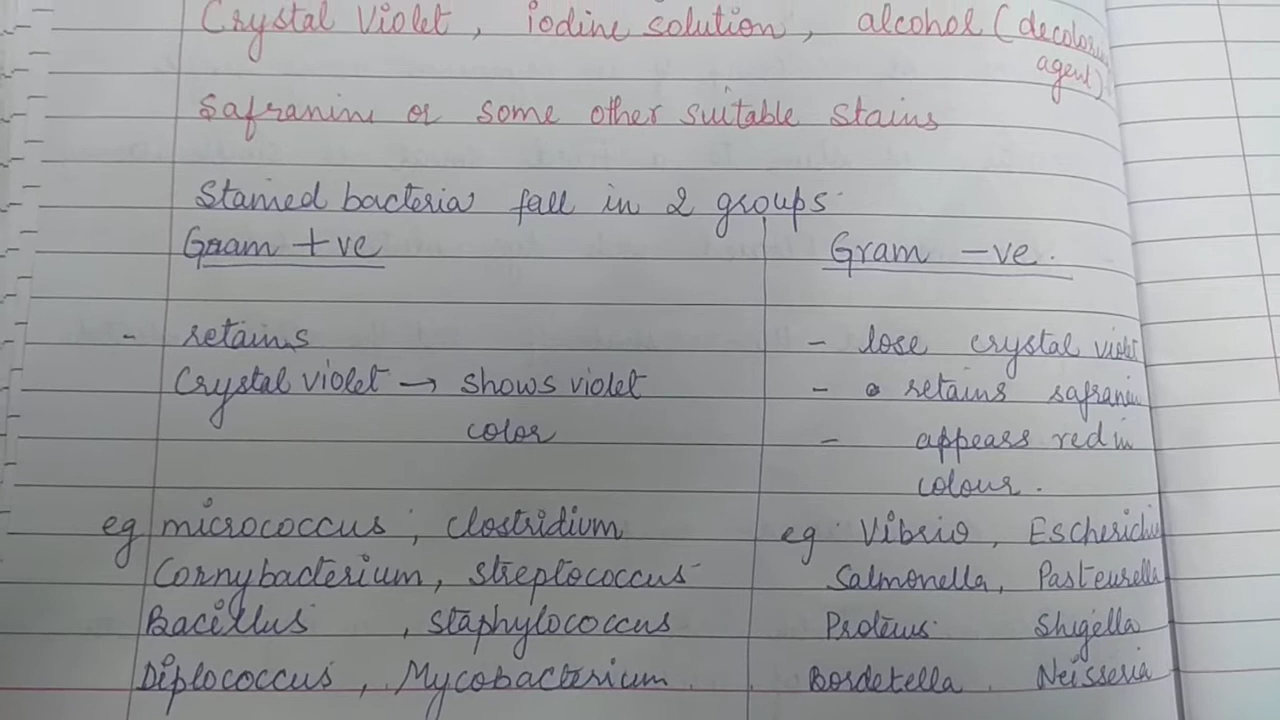 Crystal Violet, iodine solution, alcohol (decolor
agent)
Safranine or some other suitable stains
Stained bacteria fall in 2 groups.
Gram +ve
Gram -ve.
- retains
Crystal violet → shows violet
color
- lose crystal violet
- retains safranin
- appears red in
colour.
eg micrococcus, Clostridium
Cornybacterium, streptococcus
Bacillus, staphylococcus
Diplococcus, Mycobacterium
eg. Vibrio, Escherichia
Salmonella, Pasteurella
Proteus Shigella
Bordetella Neisseria